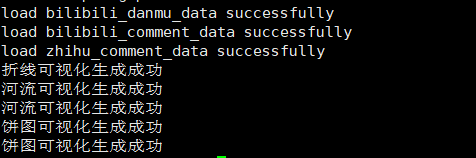 load bilibili_danmu_data successfully
load bilibili_comment_data successfully
load zhihu_comment_data successfully
折线可视化生成成功
河流可视化生成成功
河流可视化生成成功
饼图可视化生成成功
饼图可视化生成成功